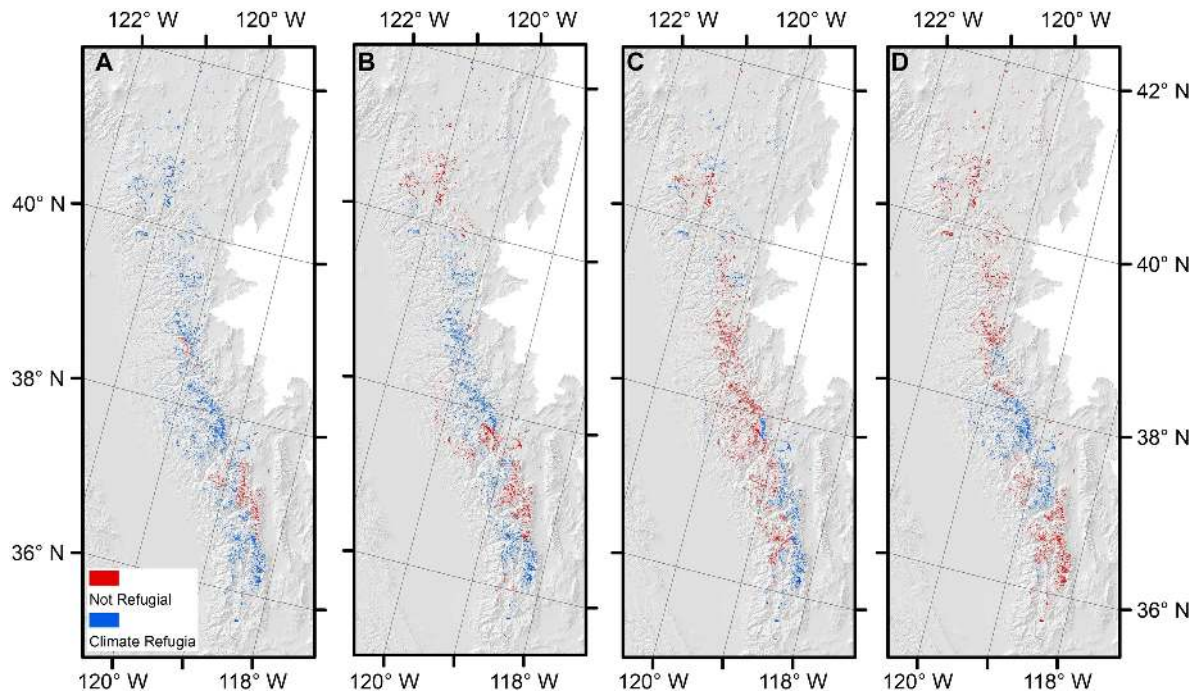 122° W 120° W 122° W 120° W 122° W 120° W 122° W 120° W
A B C D
42° N
40° N
40° N
38° N
38° N
36° N
36° N
Not Refugial
Climate Refugia
120° W 118° W 120° W 118° W 120° W 118° W 120° W 118° W